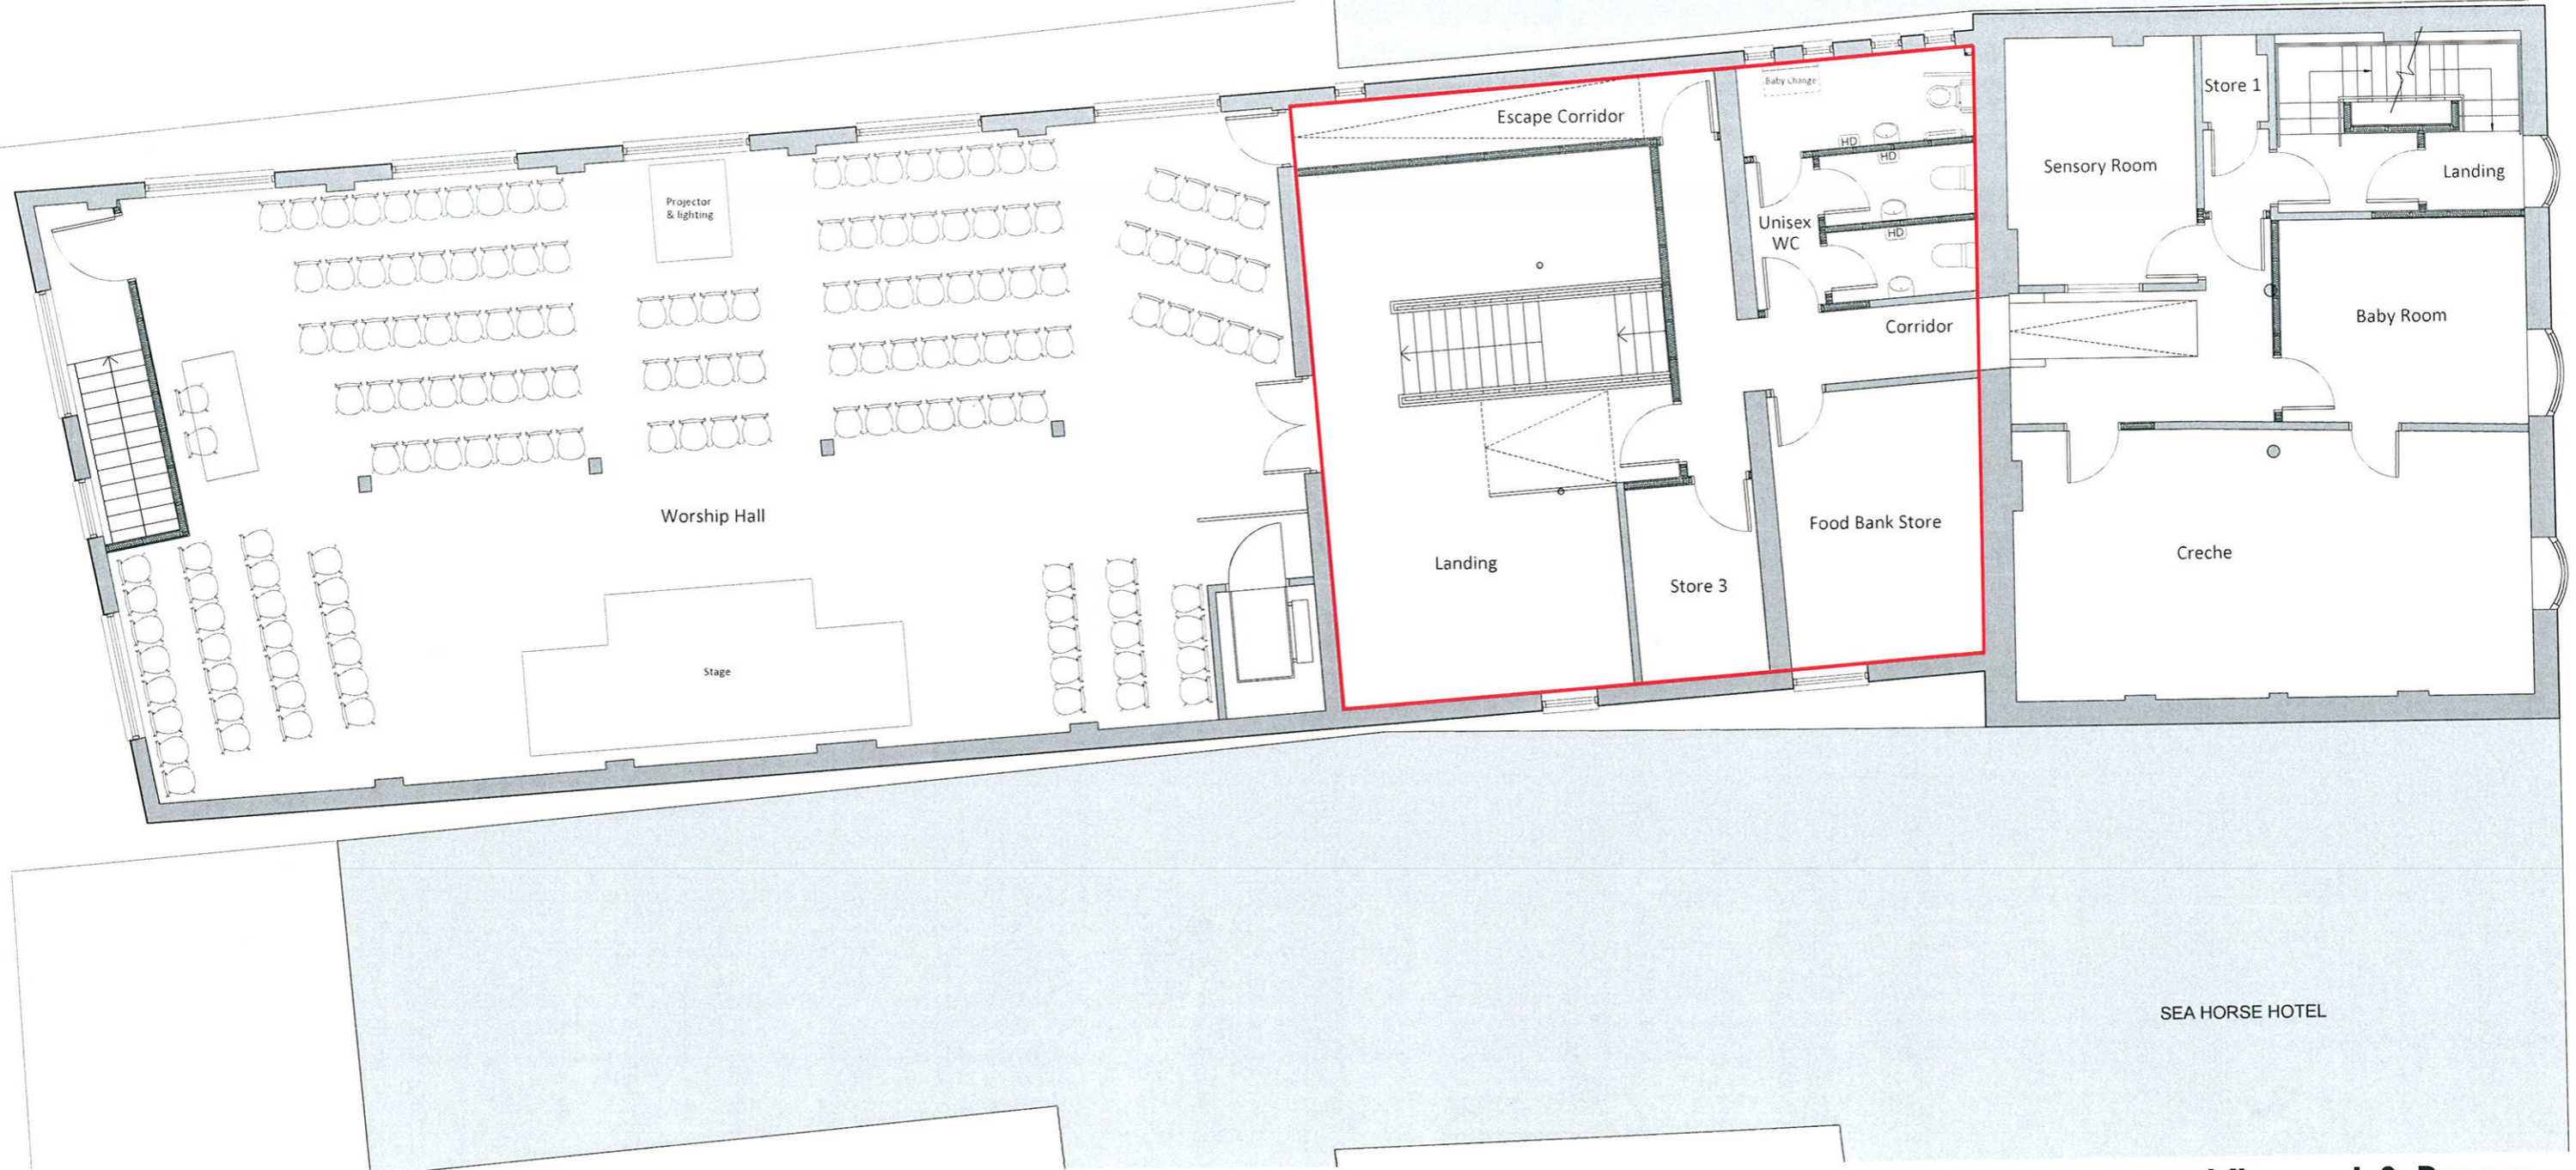 Baby change
Escape Corridor
Store 1
HD
HD
Sensory Room
Landing
Projector
& lighting
Unisex
WC
HD
Baby Room
Corridor
Worship Hall
Food Bank Store
Creche
Landing
Store 3
Stage
SEA HORSE HOTEL